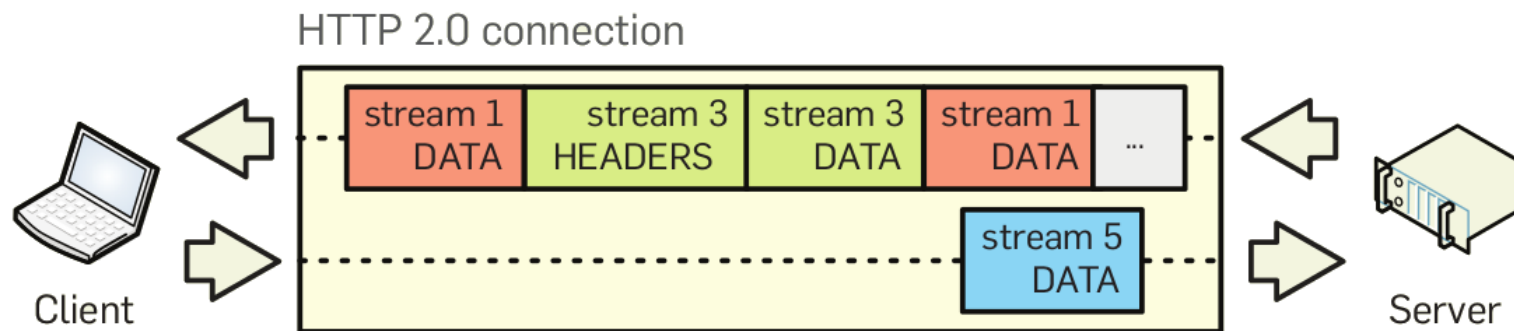 HTTP 2.0 connection
stream 1
DATA
stream 3
HEADERS
stream 3
DATA
stream 1
DATA
...
stream 5
DATA
Client
Server